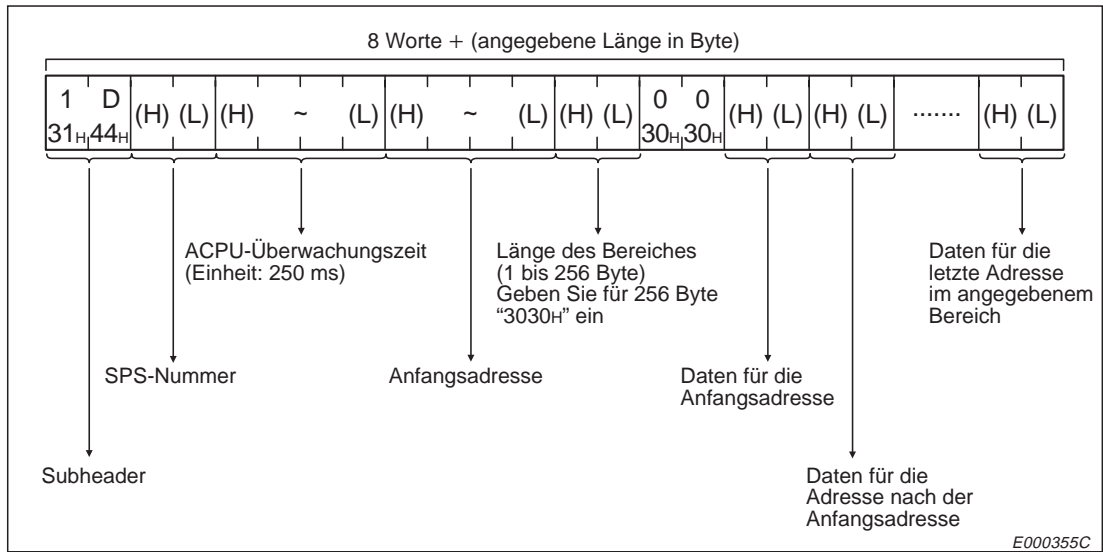 8 Worte + (angegebene Länge in Byte)
1 D (H) (L) (H) ~ (L) (H) ~ (L) (H) (L) 0 0 (H) (L) (H) (L) ....... (H) (L)
31H 44H 30H 30H
ACPU-Überwachungszeit
(Einheit: 250 ms)
Länge des Bereiches
(1 bis 256 Byte)
Geben Sie für 256 Byte
“3030H” ein
Daten für die
letzte Adresse
im angegebenem
Bereich
SPS-Nummer
Anfangsadresse
Daten für die
Anfangsadresse
Subheader
Daten für die
Adresse nach der
Anfangsadresse
E000355C